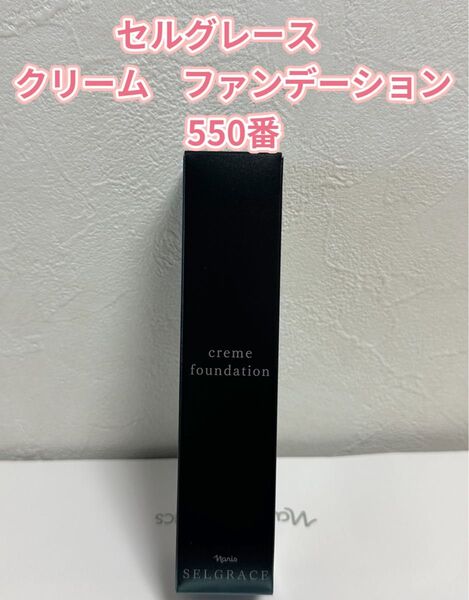 セルグレース
クリーム　ファンデーション
550番
creme
foundation
Naris
SELGRACE